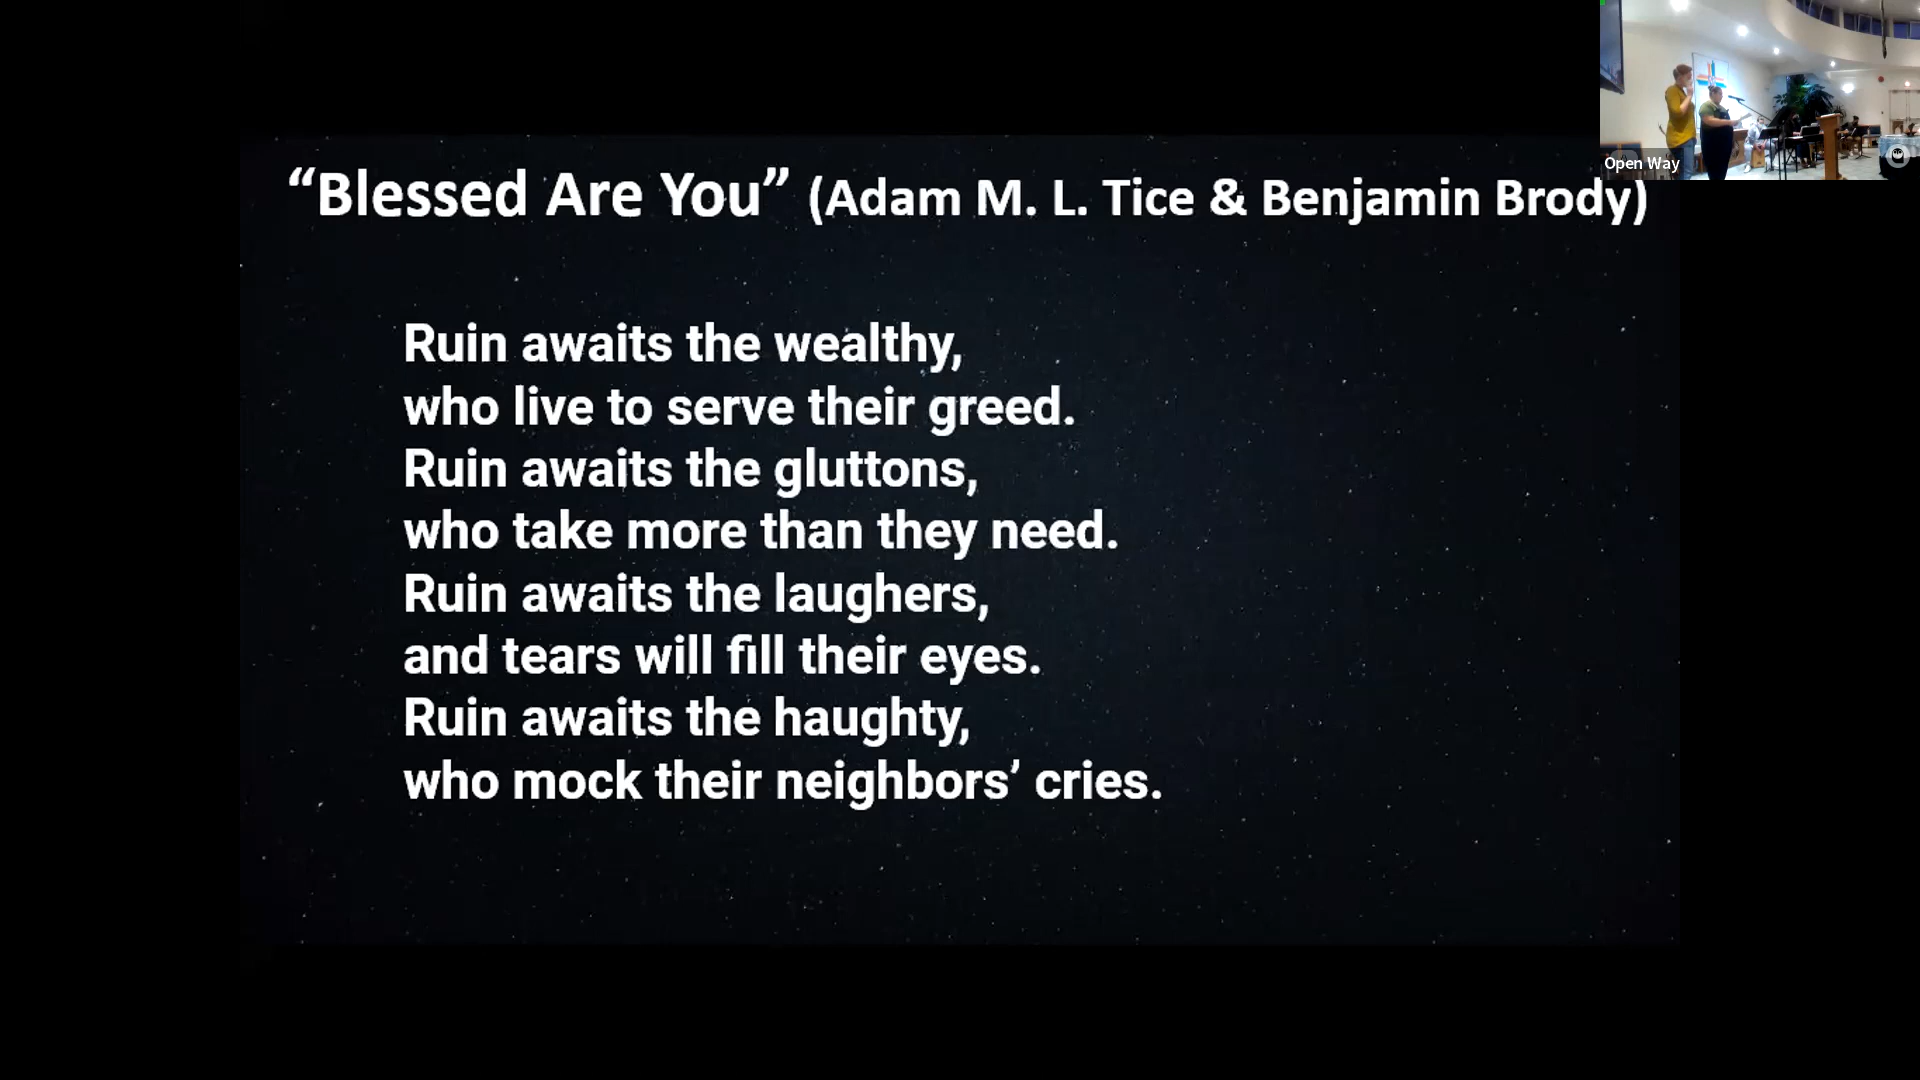 “Blessed Are You” (Adam M. L. Tice & Benjamin Brody)
Ruin awaits the wealthy,
who live to serve their greed.
Ruin awaits the gluttons,
who take more than they need.
Ruin awaits the laughers,
and tears will fill their eyes.
Ruin awaits the haughty,
who mock their neighbors’ cries.
Open Way